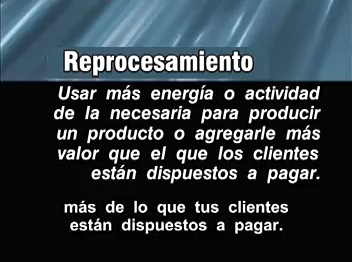 Reprocesamiento
Usar más energía o actividad
de la necesaria para producir
un producto o agregarle más
valor que el que los clientes
están dispuestos a pagar.
más de lo que tus clientes
están dispuestos a pagar.